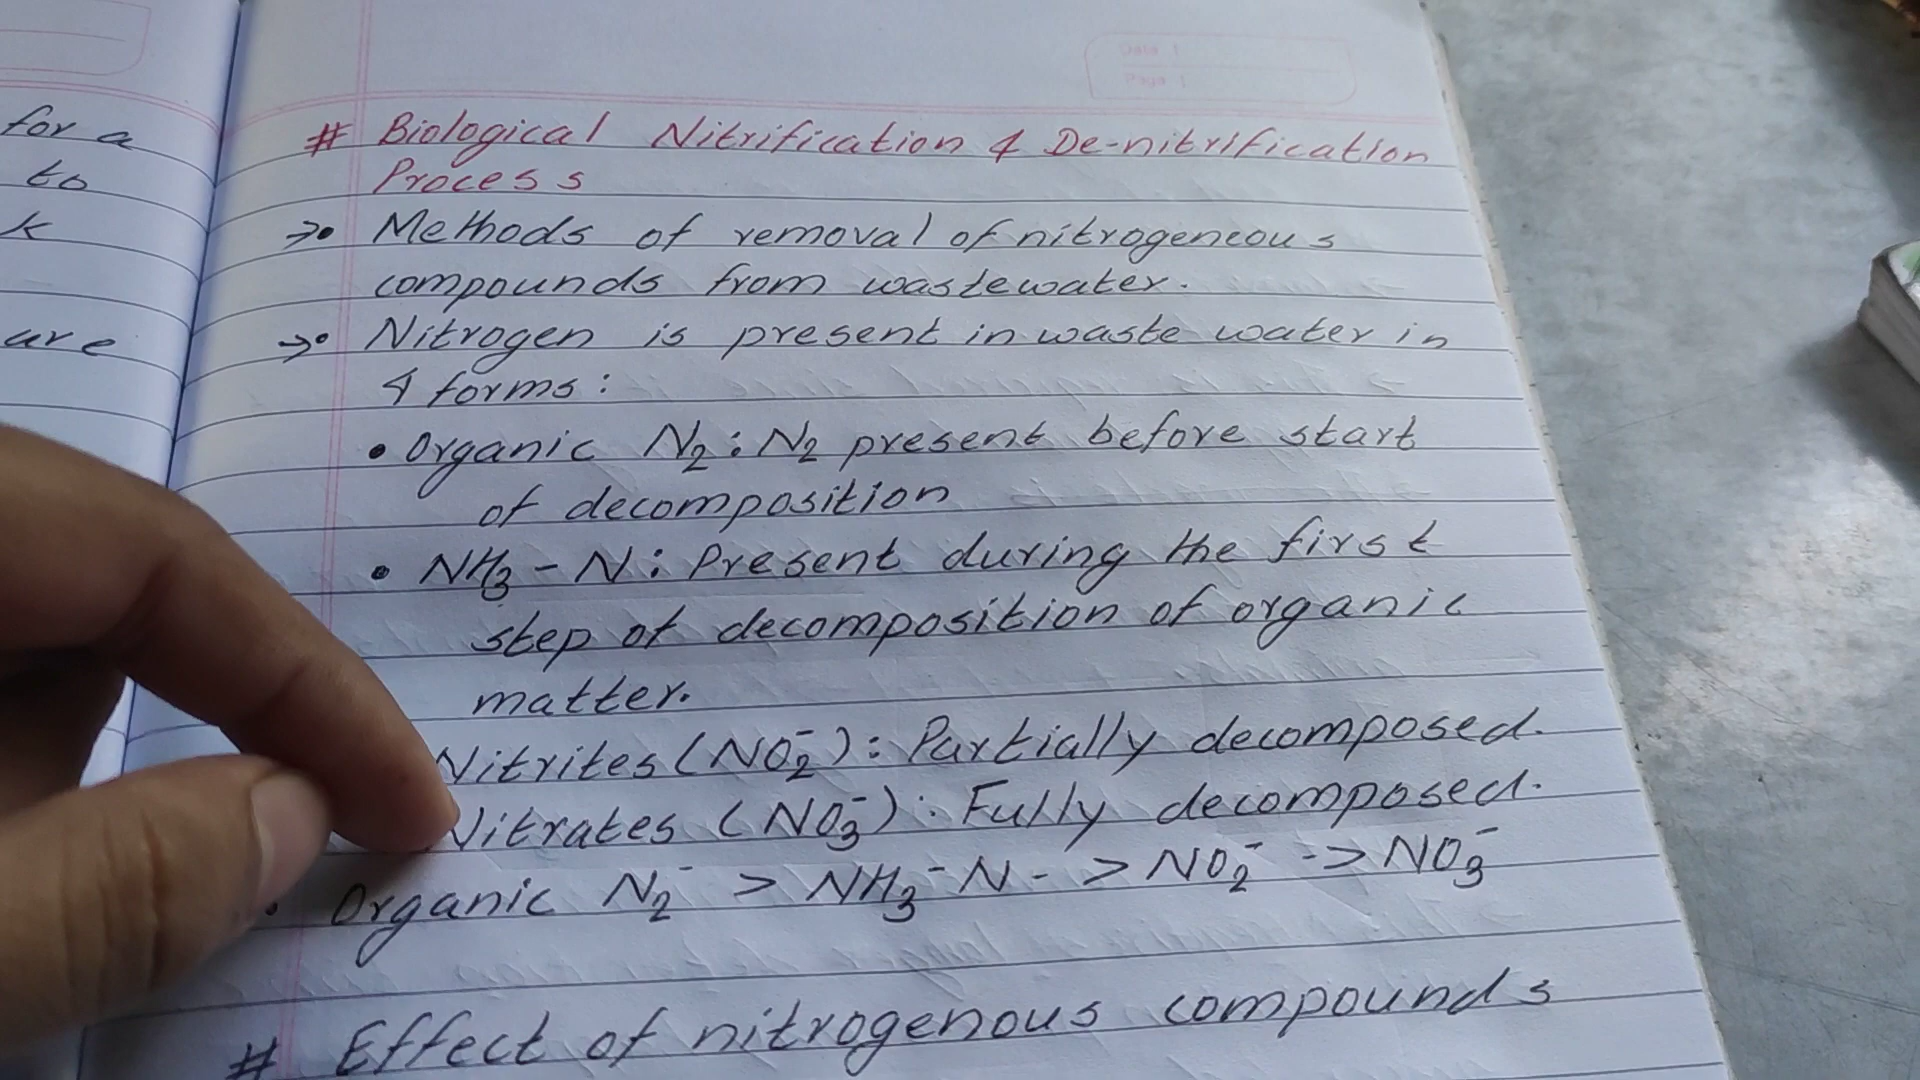 for a
to
k
are
# Biological Nitrification & De-nitrification
Process
→• Methods of removal of nitrogeneous
compounds from wastewater.
→• Nitrogen is present in waste water in
4 forms:
• Organic N₂: N₂ present before start
of decomposition
• NH₃-N: Present during the first
step of decomposition of organic
matter.
Nitrites (NO₂⁻): Partially decomposed.
Nitrates (NO₃⁻): Fully decomposed.
• Organic N₂⁻ > NH₃-N - > NO₂⁻ -> NO₃⁻
# Effect of nitrogenous compounds